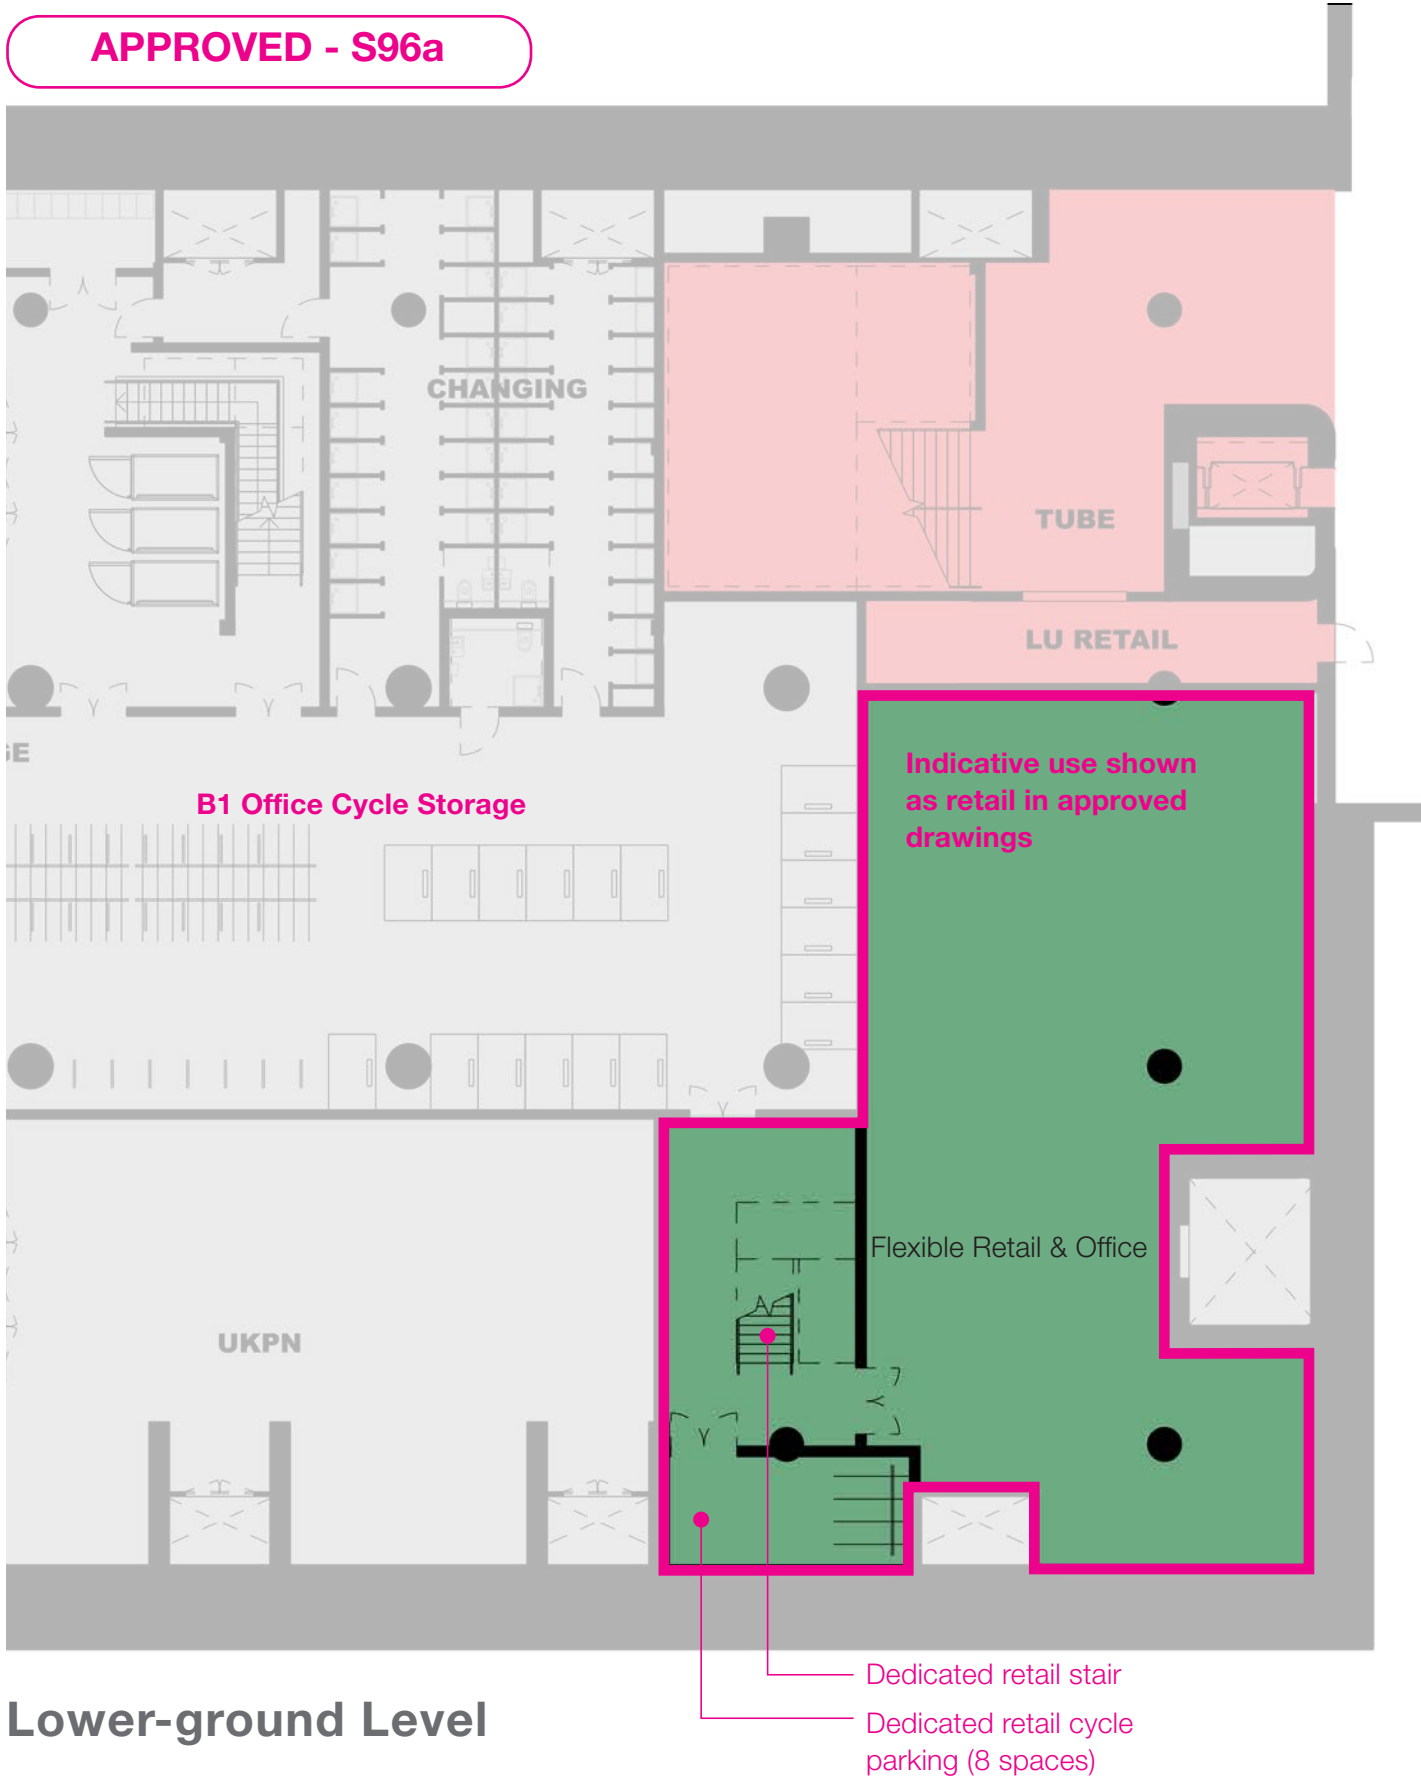 APPROVED - S96a
CHANGING
TUBE
LU RETAIL
GE
B1 Office Cycle Storage
Indicative use shown
as retail in approved
drawings
Flexible Retail & Office
UKPN
Dedicated retail stair
Dedicated retail cycle
parking (8 spaces)
Lower-ground Level